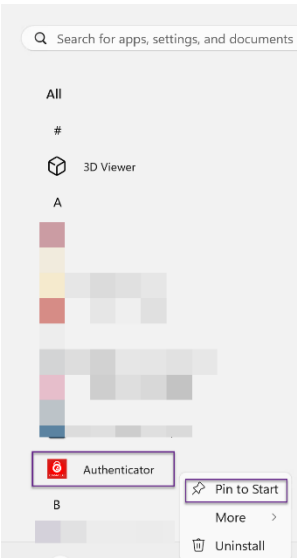 Search for apps, settings, and documents
All
#
3D Viewer
A
Authenticator
Pin to Start
B
More
Uninstall